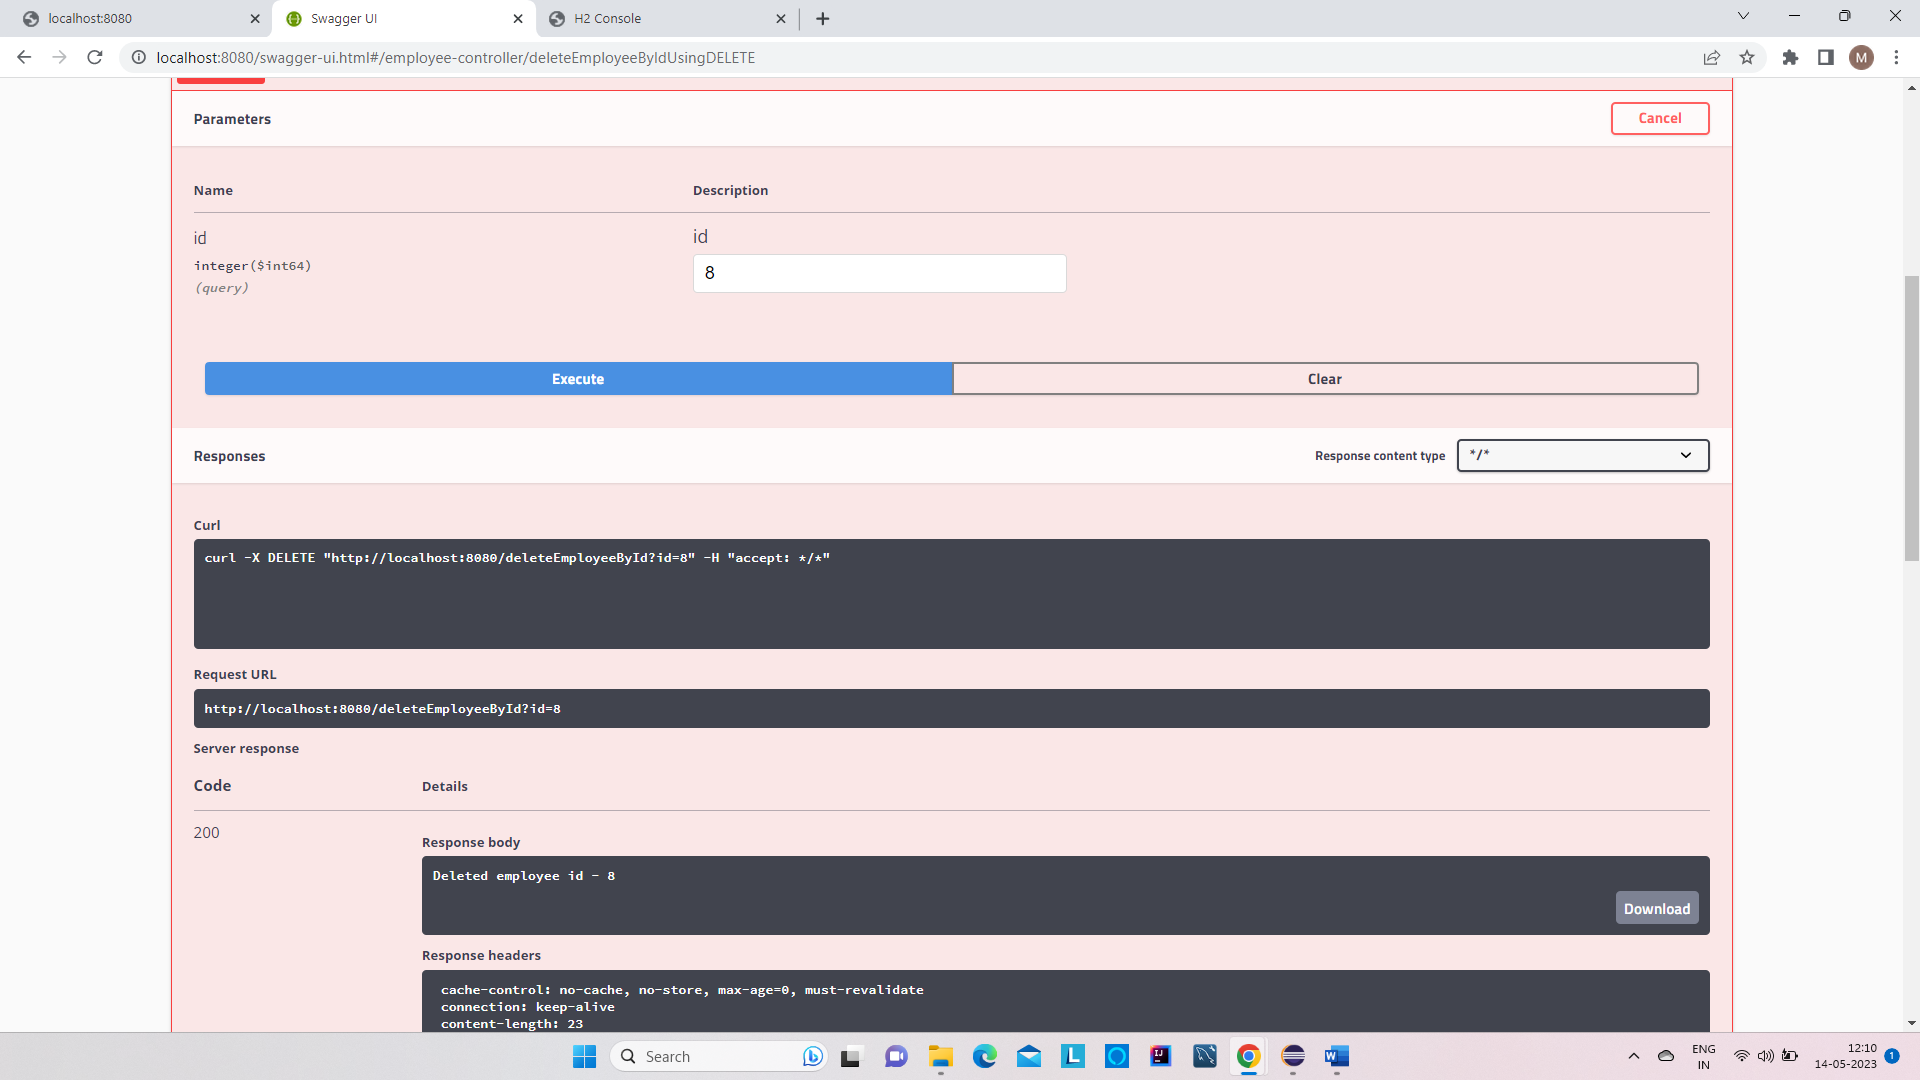 localhost:8080
Swagger UI
H2 Console
localhost:8080/swagger-ui.html#/employee-controller/deleteEmployeeByIdUsingDELETE
M
Parameters
Cancel
Name
Description
id
integer($int64)
(query)
id
8
Execute
Clear
Responses
Response content type
*/*
Curl
curl -X DELETE "http://localhost:8080/deleteEmployeeById?id=8" -H "accept: */*"
Request URL
http://localhost:8080/deleteEmployeeById?id=8
Server response
Code
Details
200
Response body
Deleted employee id - 8
Download
Response headers
cache-control: no-cache, no-store, max-age=0, must-revalidate
connection: keep-alive
content-length: 23
Search
ENG
IN
12:10
14-05-2023
1